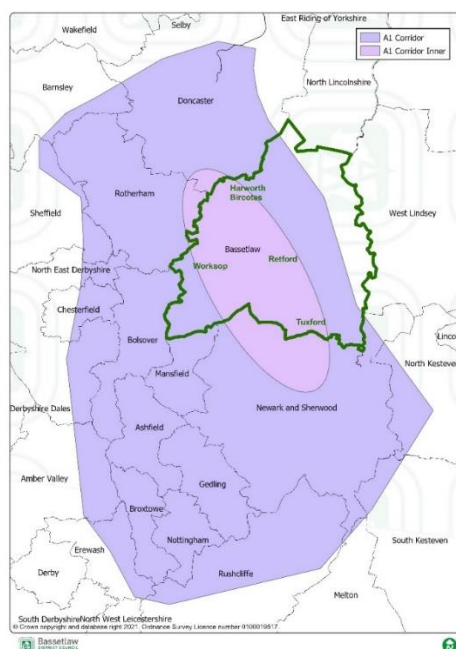 East Riding of Yorkshire
Selby
Wakefield
A1 Corridor
A1 Corridor Inner
Barnsley
North Lincolnshire
Doncaster
Rotherham
Harworth
Bircotes
Sheffield
West Lindsey
Bassetlaw
North East Derbyshire
Worksop
Retford
Chesterfield
Tuxford
Bolsover
Linco
North Kesteven
Mansfield
Derbyshire Dales
Newark and Sherwood
Ashfield
Amber Valley
Gedling
Broxtowe
Nottingham
South Kesteven
Erewash
Derby
Rushcliffe
Melton
South Derbyshire
North West Leicestershire
© Crown copyright and database right 2021. Ordnance Survey Licence number 0100019517.
Bassetlaw
DISTRICT COUNCIL